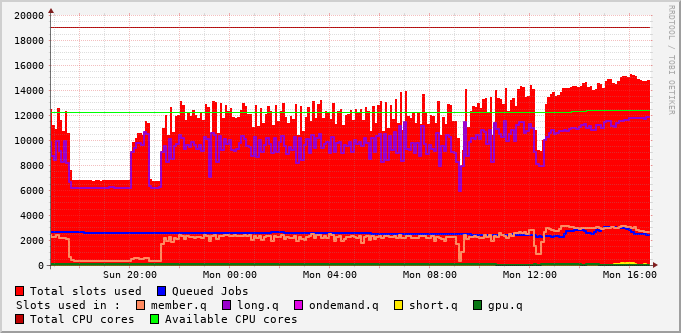 20000
18000
16000
14000
12000
10000
8000
6000
4000
2000
0
Sun 20:00 Mon 00:00 Mon 04:00 Mon 08:00 Mon 12:00 Mon 16:00
Total slots used Queued Jobs
Slots used in : member.q long.q ondemand.q short.q gpu.q
Total CPU cores Available CPU cores
RRDTOOL / TOBI OETIKER